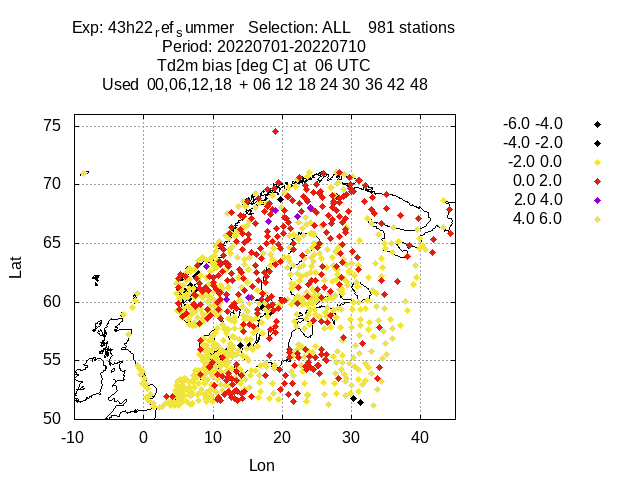 Exp: 43h22refsummer Selection: ALL 981 stations
Period: 20220701-20220710
Td2m bias [deg C] at 06 UTC
Used 00,06,12,18 + 06 12 18 24 30 36 42 48
-6.0 -4.0
-4.0 -2.0
-2.0 0.0
0.0 2.0
2.0 4.0
4.0 6.0
75
70
65
60
55
50
Lat
-10 0 10 20 30 40
Lon